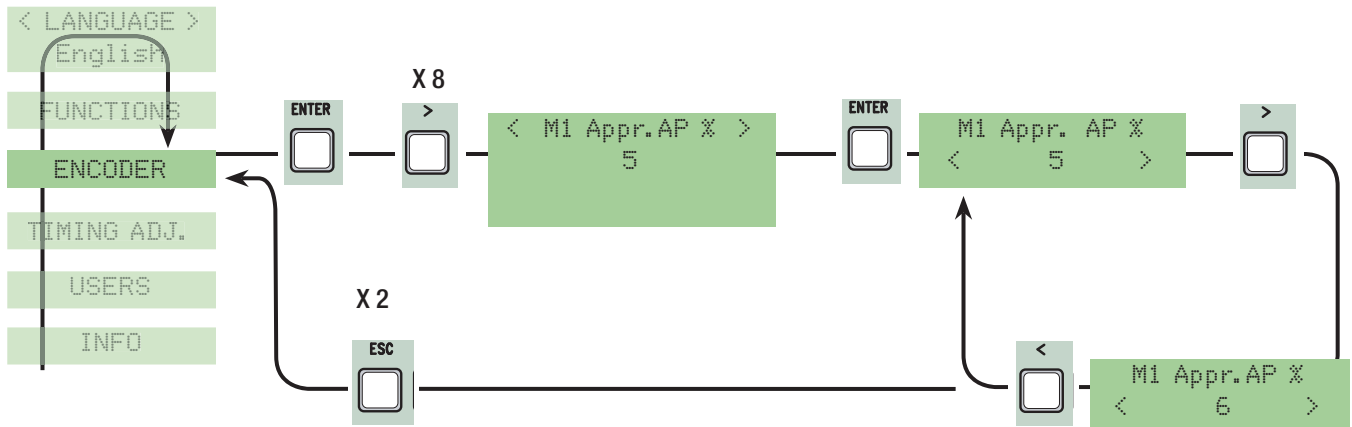 < LANGUAGE >
English
FUNCTIONS
ENCODER
TIMING ADJ.
USERS
INFO
ENTER
X 8
>
< M1 Appr.AP % >
5
ENTER
M1 Appr. AP %
< 5 >
>
X 2
ESC
<
M1 Appr.AP %
< 6 >